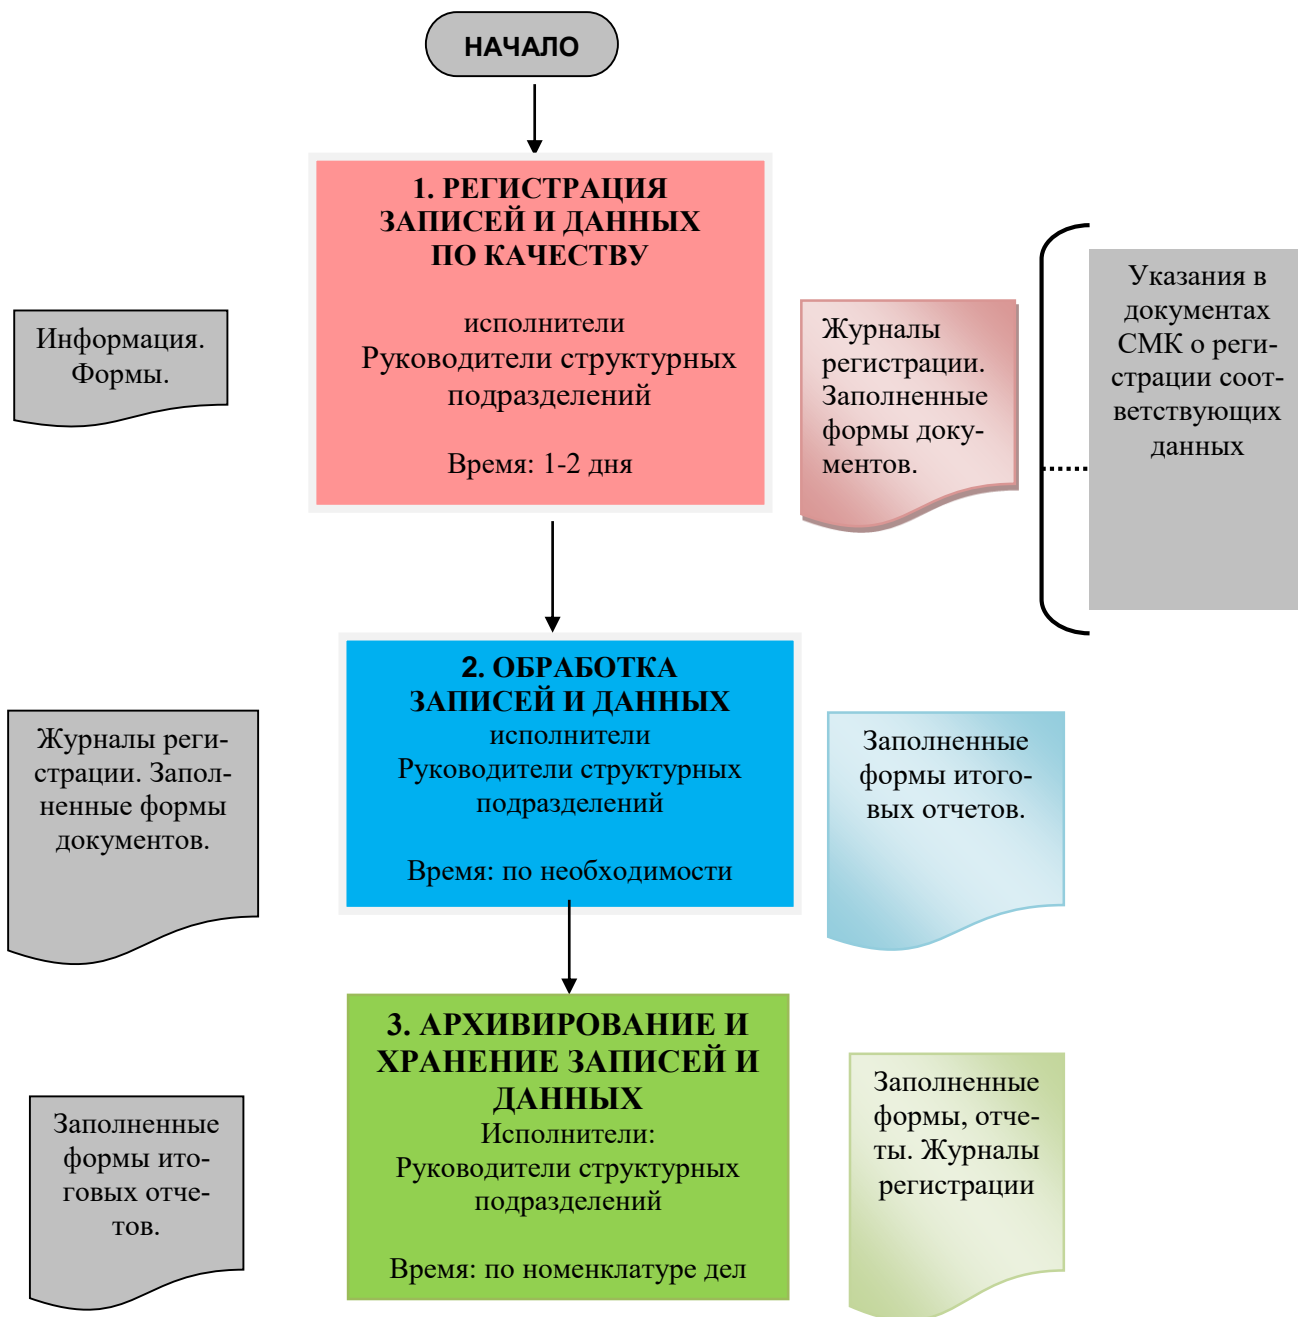 НАЧАЛО
1. РЕГИСТРАЦИЯ
ЗАПИСЕЙ И ДАННЫХ
ПО КАЧЕСТВУ
исполнители
Руководители структурных
подразделений
Время: 1-2 дня
Информация.
Формы.
Журналы
регистрации.
Заполненные
формы доку-
ментов.
Указания в
документах
СМК о реги-
страции соот-
ветствующих
данных
2. ОБРАБОТКА
ЗАПИСЕЙ И ДАННЫХ
исполнители
Руководители структурных
подразделений
Время: по необходимости
Журналы реги-
страции. Запол-
ненные формы
документов.
Заполненные
формы итого-
вых отчетов.
3. АРХИВИРОВАНИЕ И
ХРАНЕНИЕ ЗАПИСЕЙ И
ДАННЫХ
Исполнители:
Руководители структурных
подразделений
Время: по номенклатуре дел
Заполненные
формы ито-
говых отче-
тов.
Заполненные
формы, отче-
ты. Журналы
регистрации